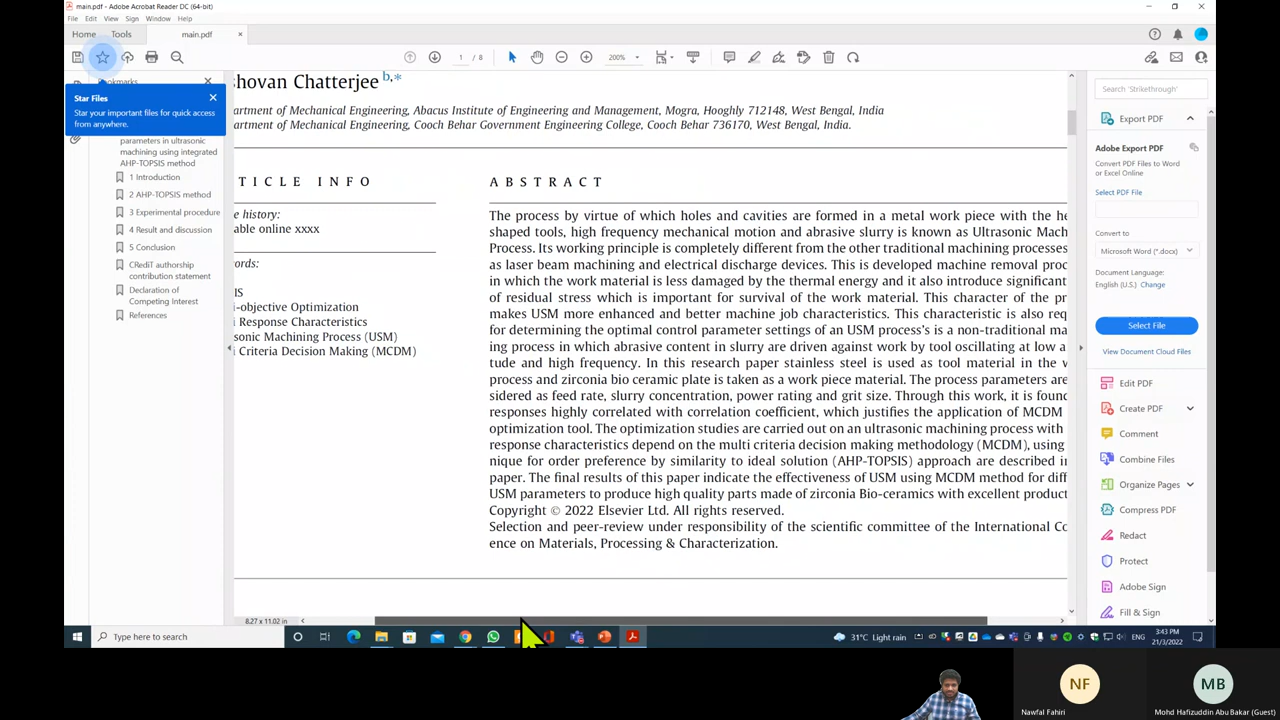 main.pdf - Adobe Acrobat Reader DC (64-bit)
File Edit View Sign Window Help
Home Tools main.pdf
1 / 8 200%
Bookmarks
Star Files
Star your important files for quick access
from anywhere.
parameters in ultrasonic
machining using integrated
AHP-TOPSIS method
1 Introduction
2 AHP-TOPSIS method
3 Experimental procedure
4 Result and discussion
5 Conclusion
CRediT authorship
contribution statement
Declaration of
Competing Interest
References
shovan Chatterjee b,*
artment of Mechanical Engineering, Abacus Institute of Engineering and Management, Mogra, Hooghly 712148, West Bengal, India
artment of Mechanical Engineering, Cooch Behar Government Engineering College, Cooch Behar 736170, West Bengal, India.
TICLE INFO
e history:
able online xxxx
ords:
IS
i-objective Optimization
i Response Characteristics
sonic Machining Process (USM)
i Criteria Decision Making (MCDM)
ABSTRACT
The process by virtue of which holes and cavities are formed in a metal work piece with the he
shaped tools, high frequency mechanical motion and abrasive slurry is known as Ultrasonic Mach
Process. Its working principle is completely different from the other traditional machining processes
as laser beam machining and electrical discharge devices. This is developed machine removal proc
in which the work material is less damaged by the thermal energy and it also introduce significant
of residual stress which is important for survival of the work material. This character of the pr
makes USM more enhanced and better machine job characteristics. This characteristic is also req
for determining the optimal control parameter settings of an USM process's is a non-traditional ma
ing process in which abrasive content in slurry are driven against work by tool oscillating at low a
tude and high frequency. In this research paper stainless steel is used as tool material in the w
process and zirconia bio ceramic plate is taken as a work piece material. The process parameters are
sidered as feed rate, slurry concentration, power rating and grit size. Through this work, it is found
responses highly correlated with correlation coefficient, which justifies the application of MCDM
optimization tool. The optimization studies are carried out on an ultrasonic machining process with
response characteristics depend on the multi criteria decision making methodology (MCDM), using
nique for order preference by similarity to ideal solution (AHP-TOPSIS) approach are described i
paper. The final results of this paper indicate the effectiveness of USM using MCDM method for diff
USM parameters to produce high quality parts made of zirconia Bio-ceramics with excellent product
Copyright © 2022 Elsevier Ltd. All rights reserved.
Selection and peer-review under responsibility of the scientific committee of the International Co
ence on Materials, Processing & Characterization.
8.27 x 11.02 in
Search 'Strikethrough'
Export PDF
Adobe Export PDF
Convert PDF Files to Word
or Excel Online
Select PDF File
Convert to
Microsoft Word (*.docx)
Document Language:
English (U.S.) Change
Select File
View Document Cloud Files
Edit PDF
Create PDF
Comment
Combine Files
Organize Pages
Compress PDF
Redact
Protect
Adobe Sign
Fill & Sign
Type here to search
31°C Light rain
ENG
3:43 PM
21/3/2022
NF
Nawfal Fahiri
MB
Mohd Hafizuddin Abu Bakar (Guest)